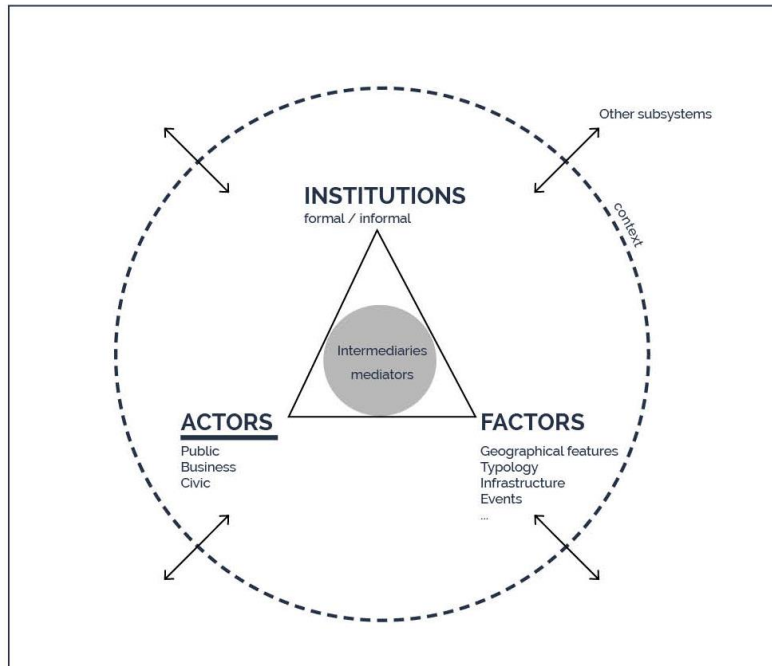 Other subsystems
context
INSTITUTIONS
formal / informal
Intermediaries
mediators
ACTORS
Public
Business
Civic
FACTORS
Geographical features
Typology
Infrastructure
Events
...